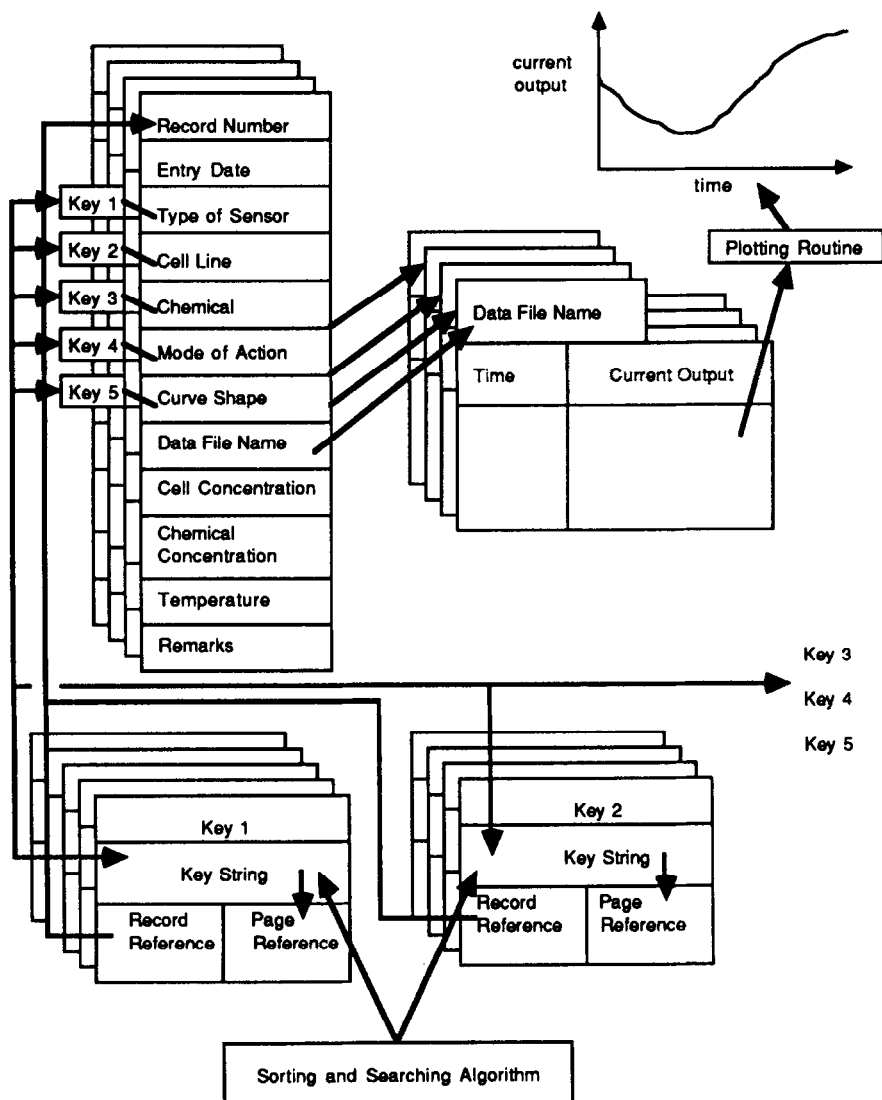 current
output
time
Record Number
Entry Date
Key 1
Type of Sensor
Key 2
Cell Line
Key 3
Chemical
Key 4
Mode of Action
Key 5
Curve Shape
Data File Name
Cell Concentration
Chemical
Concentration
Temperature
Remarks
Plotting Routine
Data File Name
Time
Current Output
Key 3
Key 4
Key 5
Key 1
Key String
Record
Reference
Page
Reference
Key 2
Key String
Record
Reference
Page
Reference
Sorting and Searching Algorithm